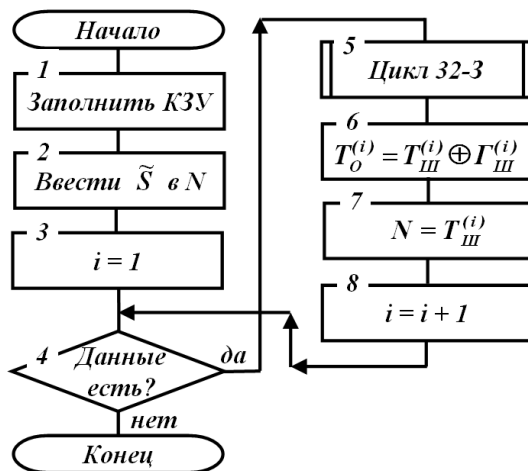 Начало
1
Заполнить КЗУ
2
Ввести S̃ в N
3
i = 1
4
Данные
есть?
да
нет
Конец
5
Цикл 32-З
6
T_O^(i) = T_Ш^(i) ⊕ Г_Ш^(i)
7
N = T_Ш^(i)
8
i = i + 1